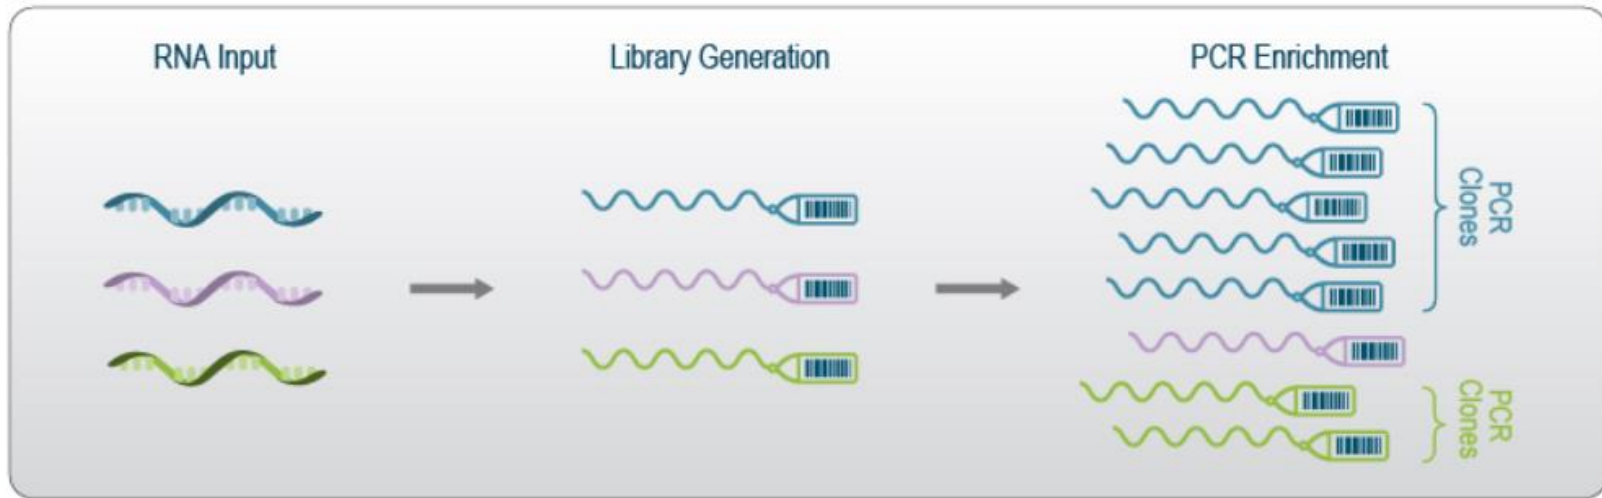 RNA Input
Library Generation
PCR Enrichment
PCR
Clones
PCR
Clones